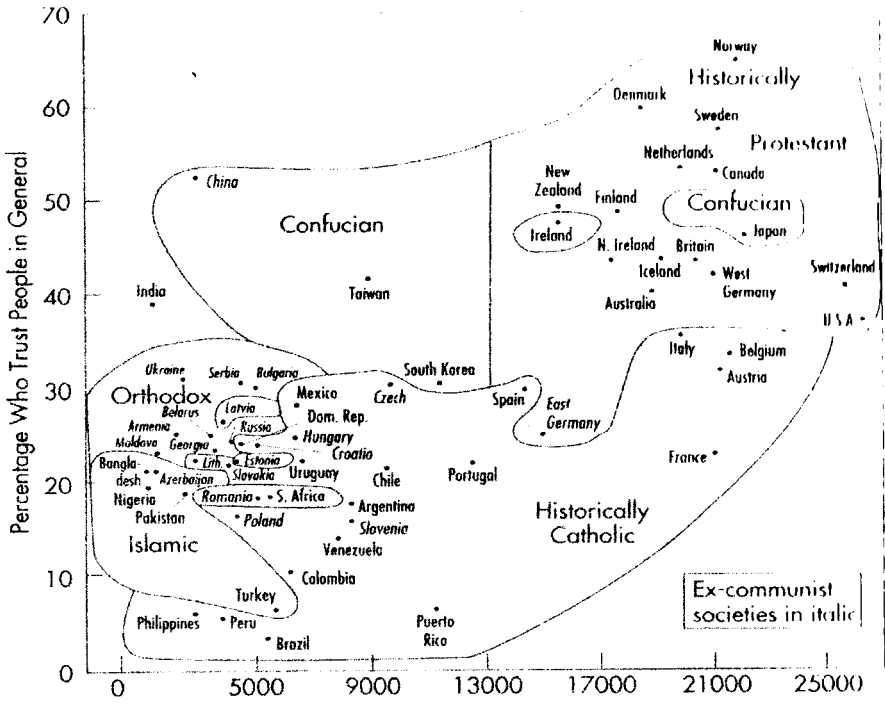 Percentage Who Trust People in General
70
60
50
40
30
20
10
0
Norway
Historically
Denmark
Sweden
Protestant
Netherlands
Canada
China
New
Zealand
Finland
Confucian
Confucian
Ireland
Japan
N. Ireland
Britain
Iceland
West
Germany
Switzerland
India
Taiwan
Australia
U.S.A.
Italy
Belgium
Austria
Ukraine
Serbia
Bulgaria
Mexico
Czech
South Korea
Spain
East
Germany
Orthodox
Latvia
Belarus
Russia
Dom. Rep.
Armenia
Georgia
Hungary
Croatia
Moldova
Lith.
Estonia
Slovakia
Uruguay
Chile
Portugal
France
Bangla-
desh
Azerbaijan
Nigeria
Romania
S. Africa
Argentina
Pakistan
Poland
Slovenia
Historically
Catholic
Islamic
Venezuela
Colombia
Turkey
Philippines
Peru
Brazil
Puerto
Rico
Ex-communist
societies in italic
0
5000
9000
13000
17000
21000
25000